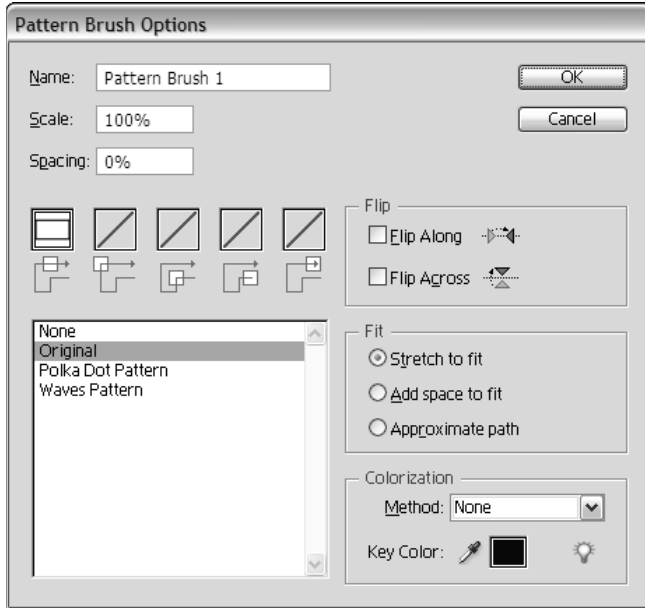 Pattern Brush Options
Name: Pattern Brush 1
OK
Scale: 100%
Cancel
Spacing: 0%
Flip
Flip Along
Flip Across
None
Original
Polka Dot Pattern
Waves Pattern
Fit
Stretch to fit
Add space to fit
Approximate path
Colorization
Method: None
Key Color: